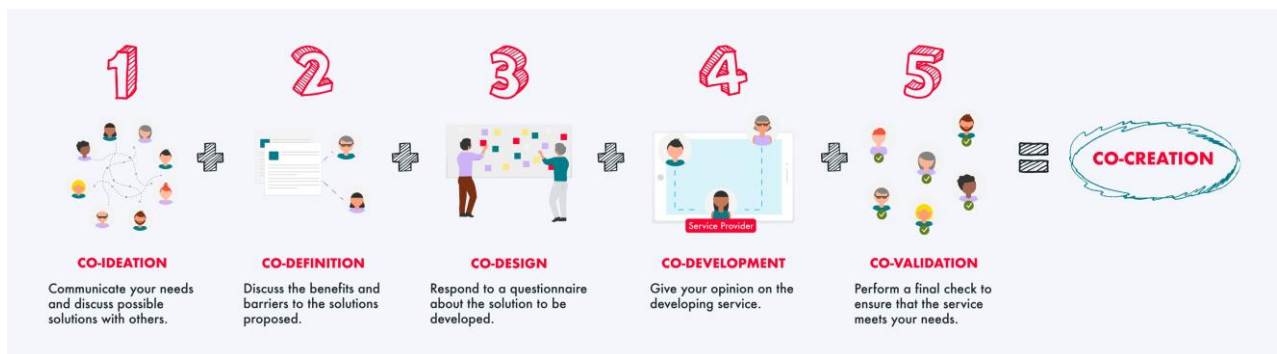 1
2
3
4
5
Service Provider
CO-CREATION
CO-IDEATION
Communicate your needs
and discuss possible
solutions with others.
CO-DEFINITION
Discuss the benefits and
barriers to the solutions
proposed.
CO-DESIGN
Respond to a questionnaire
about the solution to be
developed.
CO-DEVELOPMENT
Give your opinion on the
developing service.
CO-VALIDATION
Perform a final check to
ensure that the service
meets your needs.